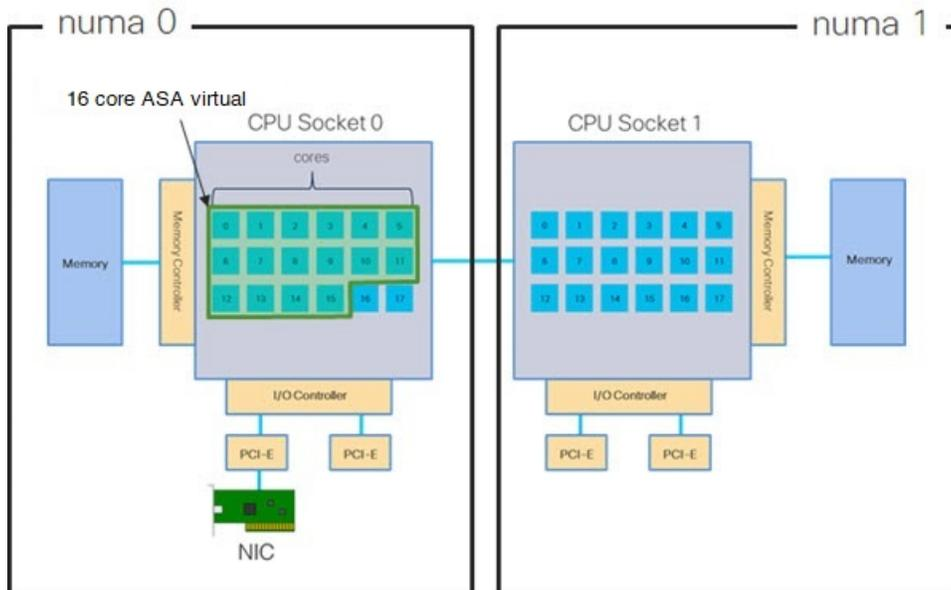 numa 0
numa 1
16 core ASA virtual
CPU Socket 0
CPU Socket 1
cores
0 1 2 3 4 5
6 7 8 9 10 11
12 13 14 15 16 17
0 1 2 3 4 5
6 7 8 9 10 11
12 13 14 15 16 17
Memory
Memory Controller
Memory Controller
Memory
I/O Controller
I/O Controller
PCI-E
PCI-E
PCI-E
PCI-E
NIC